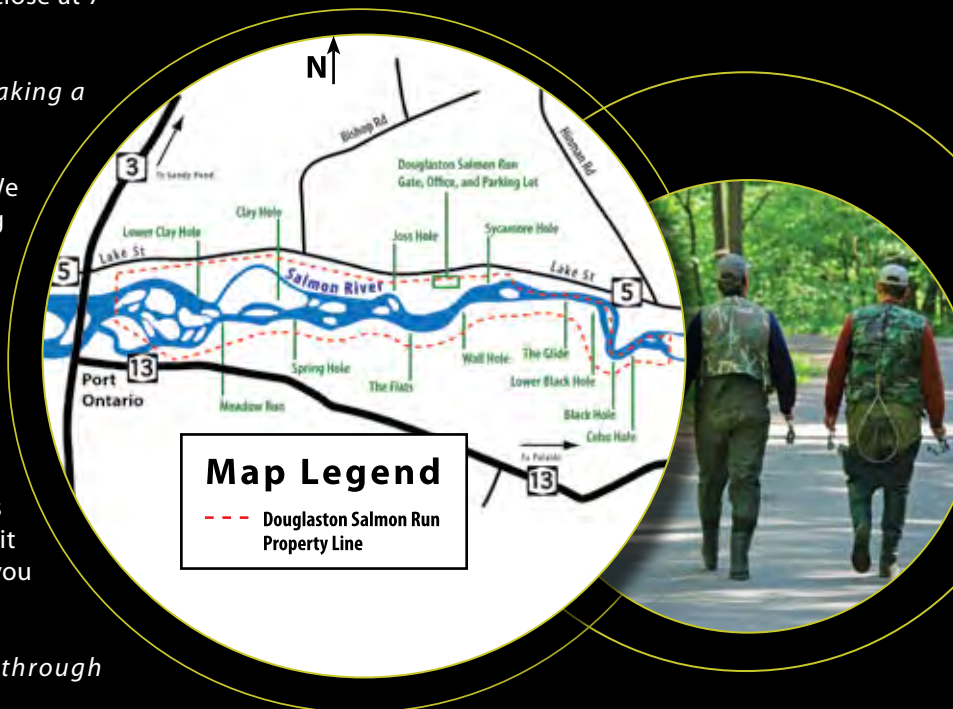 close at 7
aking a
We
g
s
it
you
through
N
3
To Sandy Pond
Bishop Rd
Hinman Rd
Douglaston Salmon Run
Gate, Office, and Parking Lot
Clay Hole
Lower Clay Hole
Joss Hole
Sycamore Hole
5
Lake St
Salmon River
Lake St
5
13
Port
Ontario
Meadow Run
Spring Hole
The Flats
Wall Hole
The Glide
Lower Black Hole
Black Hole
Coho Hole
To Pulaski
13
Map Legend
Douglaston Salmon Run
Property Line